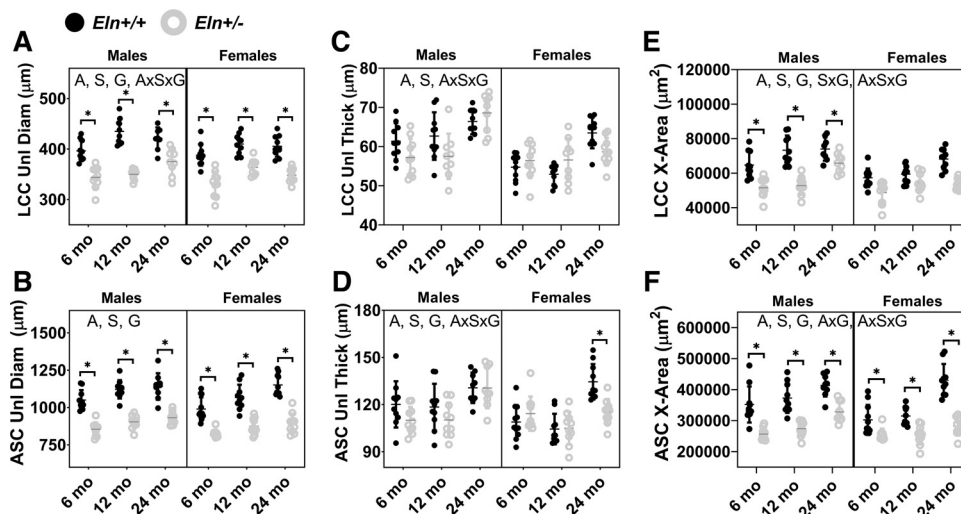 Eln+/+ Eln+/-
A
Males Females
A, S, G, AxSxG
LCC Unl Diam (µm)
500
400
300
* * * * * *
6 mo 12 mo 24 mo 6 mo 12 mo 24 mo
C
Males Females
A, S, AxSxG
LCC Unl Thick (µm)
80
70
60
50
40
6 mo 12 mo 24 mo 6 mo 12 mo 24 mo
E
Males Females
A, S, G, SxG, AxSxG
LCC X-Area (µm²)
120000
100000
80000
60000
40000
* * *
6 mo 12 mo 24 mo 6 mo 12 mo 24 mo
B
Males Females
A, S, G
ASC Unl Diam (µm)
1500
1250
1000
750
500
* * * * * *
6 mo 12 mo 24 mo 6 mo 12 mo 24 mo
D
Males Females
A, S, G, AxSxG
ASC Unl Thick (µm)
180
150
120
90
*
6 mo 12 mo 24 mo 6 mo 12 mo 24 mo
F
Males Females
A, S, G, AxG, AxSxG
ASC X-Area (µm²)
600000
500000
400000
300000
200000
* * * * * *
6 mo 12 mo 24 mo 6 mo 12 mo 24 mo